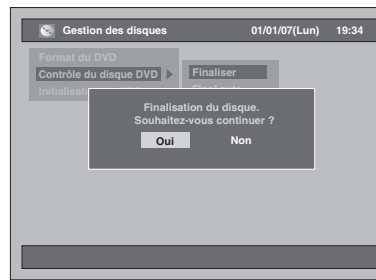 Gestion des disques 01/01/07(Lun) 19:34
Format du DVD
Contrôle du disque DVD Finaliser
Finalisation du disque.
Souhaitez-vous continuer ?
Oui Non